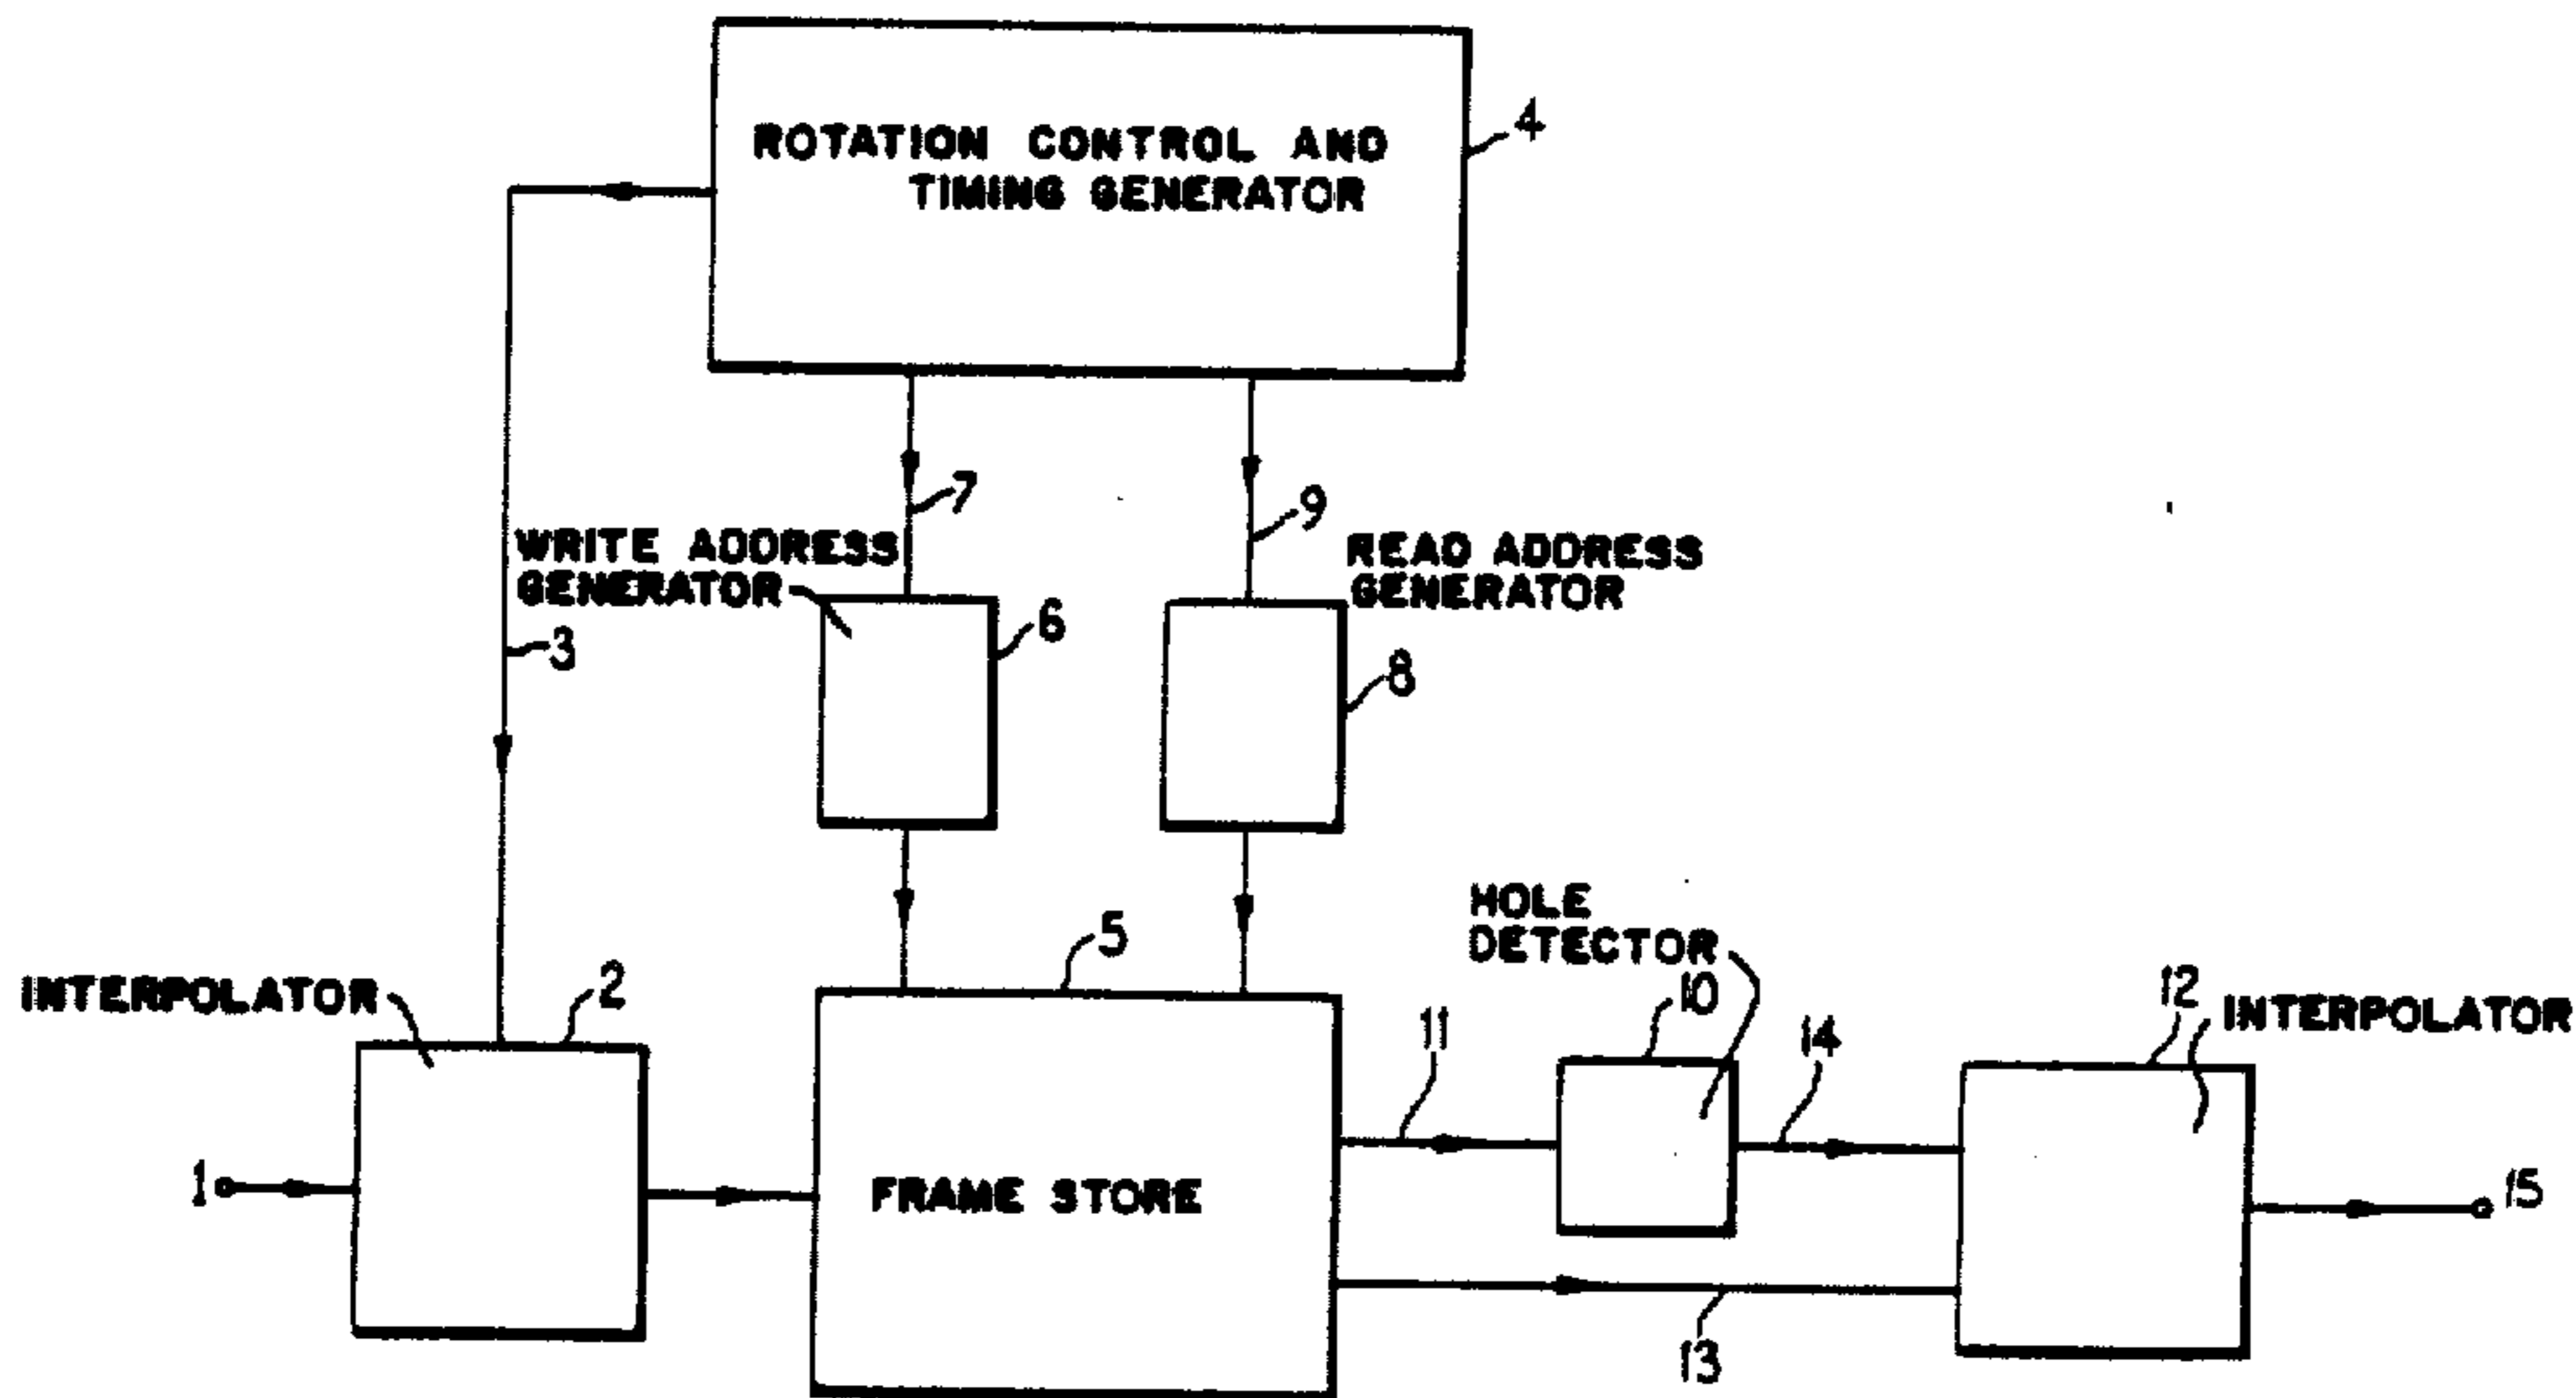 ROTATION CONTROL AND
TIMING GENERATOR
4
7
9
WRITE ADDRESS
GENERATOR
READ ADDRESS
GENERATOR
3
6
8
HOLE
DETECTOR
INTERPOLATOR
2
5
10
12
INTERPOLATOR
11
14
1
FRAME STORE
15
13